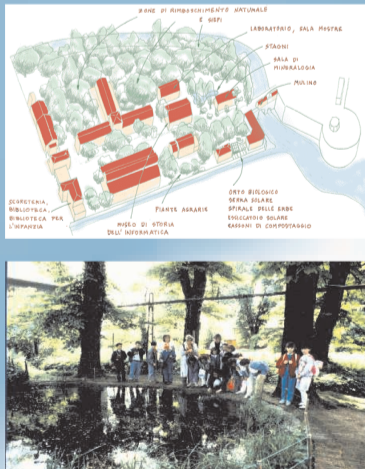 ZONE DI RIMBOSCHIMENTO NATURALE
E SIEPI
LABORATORIO, SALA MOSTRE
STAGNI
SALA DI
MINERALOGIA
MULINO
SEGRETERIA,
BIBLIOTECA,
BIBLIOTECA PER
L'INFANZIA
MUSEO DI STORIA
DELL'INFORMATICA
PIANTE AGRARIE
ORTO BIOLOGICO
SERRA SOLARE
SPIRALE DELLE ERBE
ESSICCATOIO SOLARE
CASSONI DI COMPOSTAGGIO